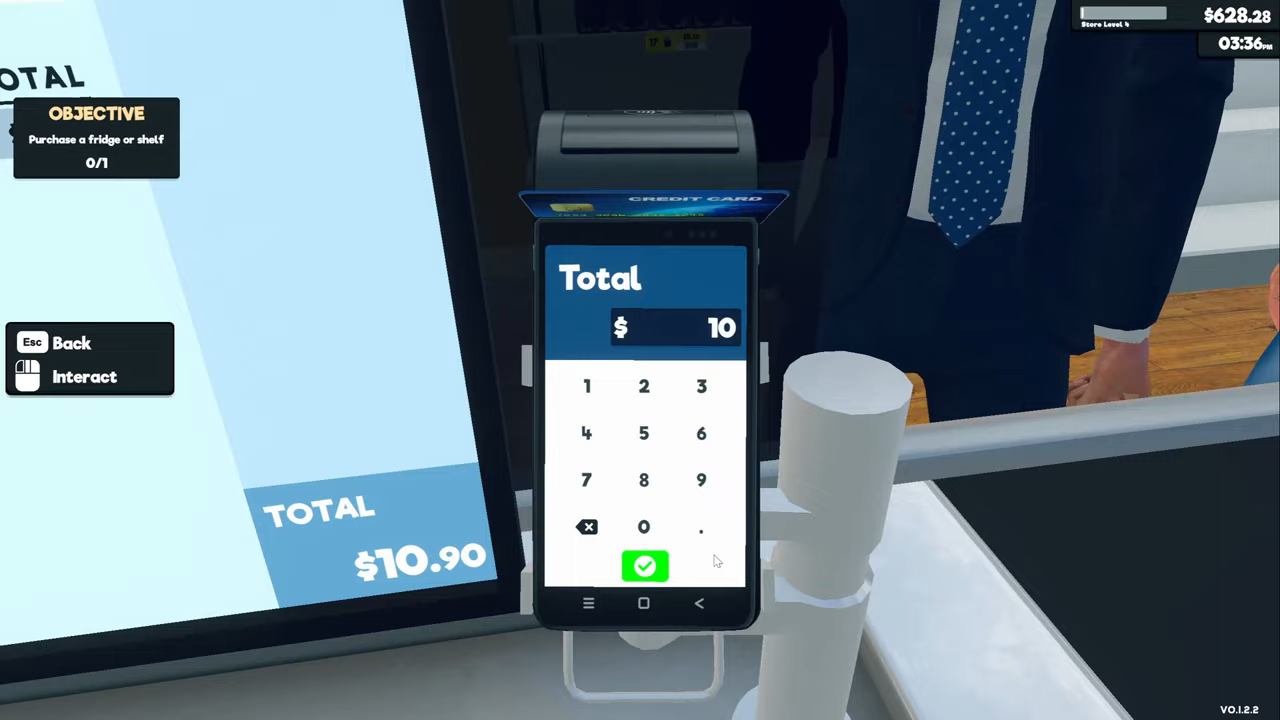 OTAL
OBJECTIVE
Purchase a fridge or shelf
0/1
Esc Back
Interact
TOTAL
$10.90
CREDIT CARD
Total
$ 10
1 2 3
4 5 6
7 8 9
0 .
$628.28
Store Level 4
03:36PM
V0.1.2.2